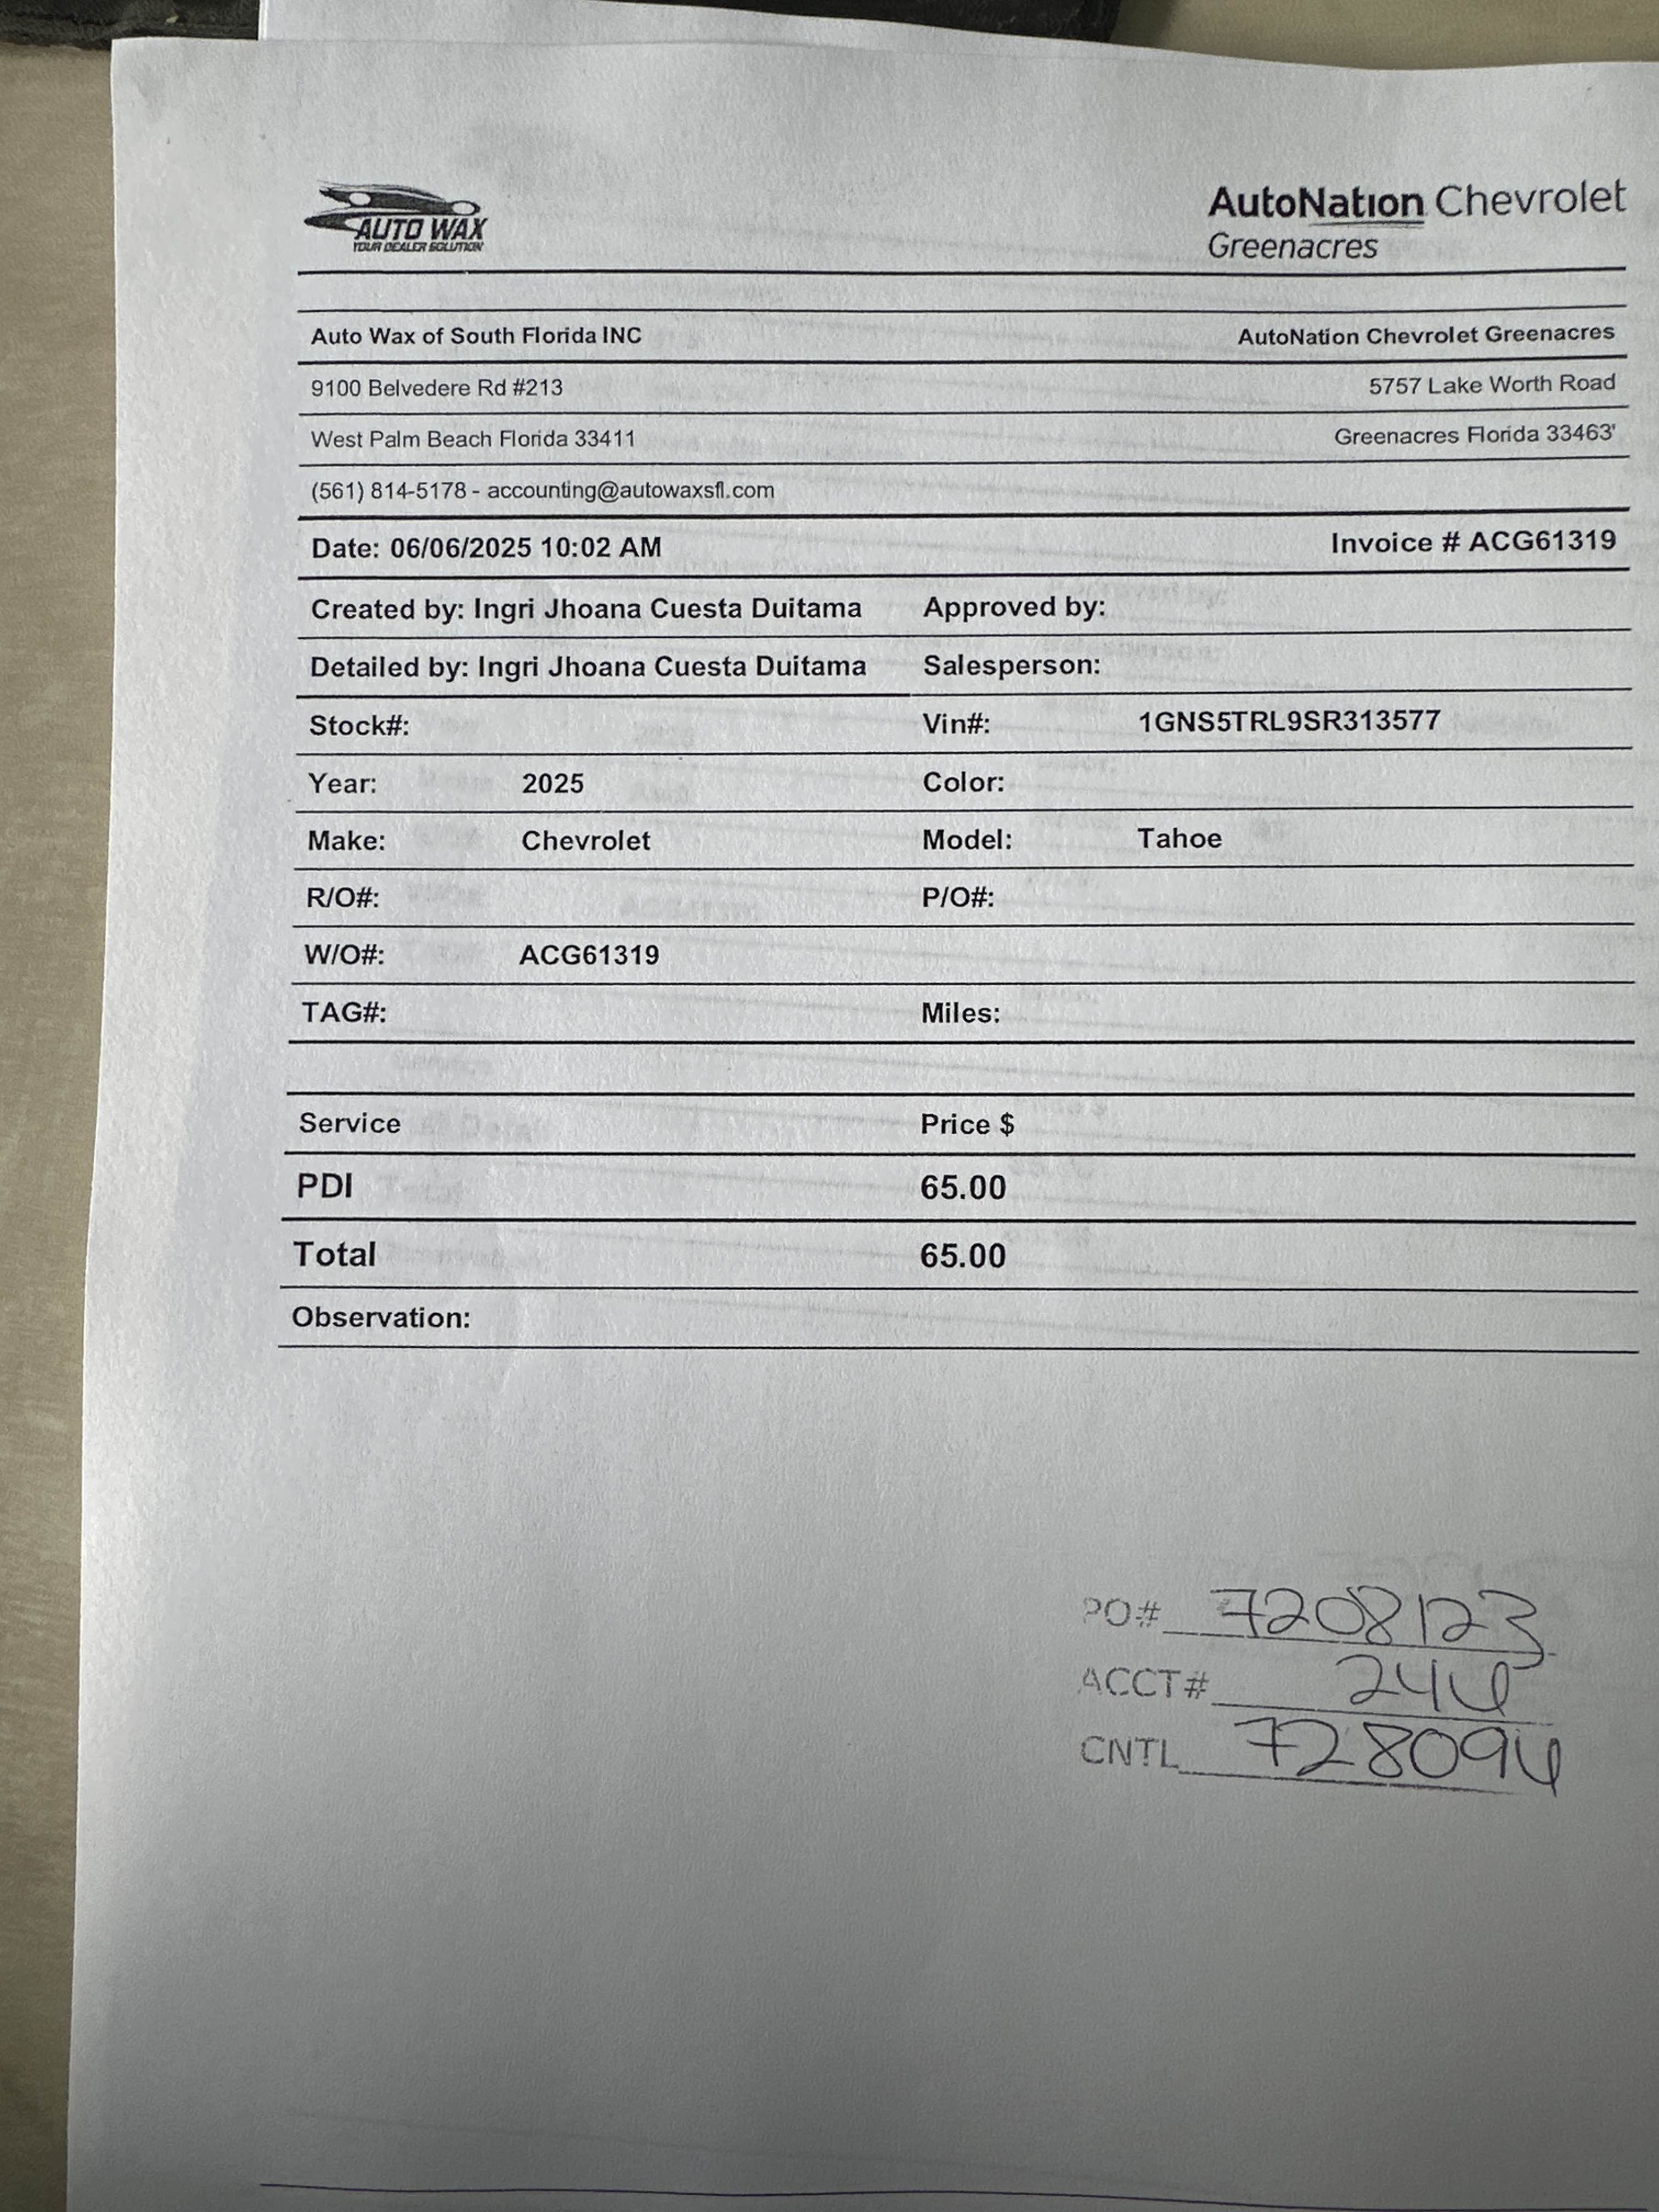 AUTO WAX
YOUR DEALER SOLUTION
AutoNation Chevrolet
Greenacres
Auto Wax of South Florida INC AutoNation Chevrolet Greenacres
9100 Belvedere Rd #213 5757 Lake Worth Road
West Palm Beach Florida 33411 Greenacres Florida 33463'
(561) 814-5178 - accounting@autowaxsfl.com
Date: 06/06/2025 10:02 AM Invoice # ACG61319
Created by: Ingri Jhoana Cuesta Duitama Approved by:
Detailed by: Ingri Jhoana Cuesta Duitama Salesperson:
Stock#: Vin#: 1GNS5TRL9SR313577
Year: 2025 Color:
Make: Chevrolet Model: Tahoe
R/O#: P/O#:
W/O#: ACG61319
TAG#: Miles:
Service Price $
PDI 65.00
Total 65.00
Observation:
PO# 7208123
ACCT#
CNTL